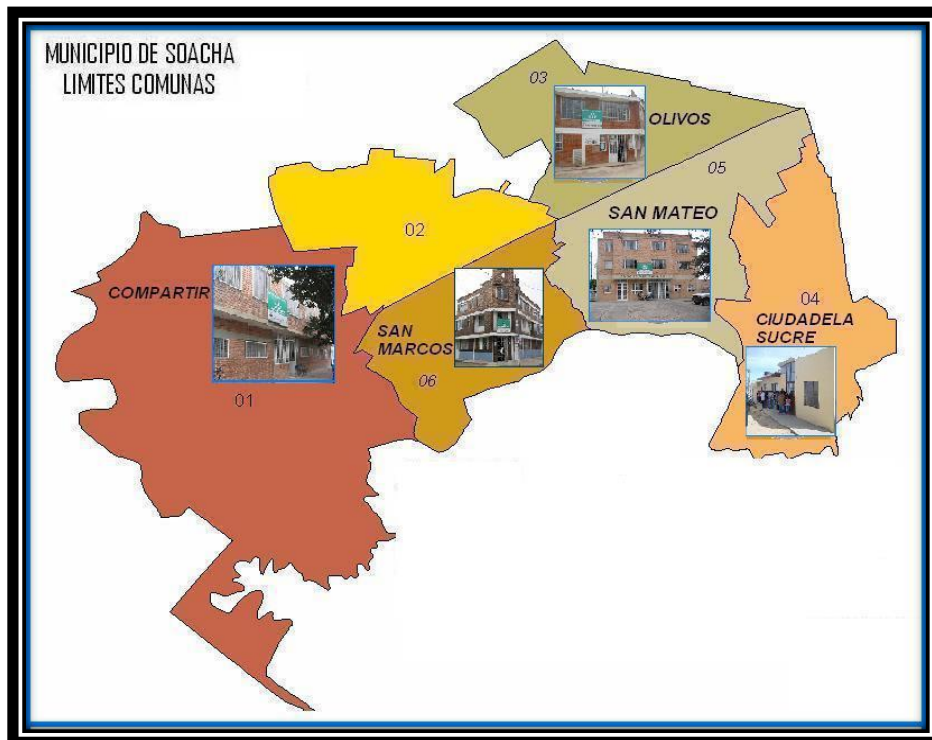 MUNICIPIO DE SOACHA
LIMITES COMUNAS
03
OLIVOS
05
SAN MATEO
02
COMPARTIR
01
SAN
MARCOS
06
04
CIUDADELA
SUCRE